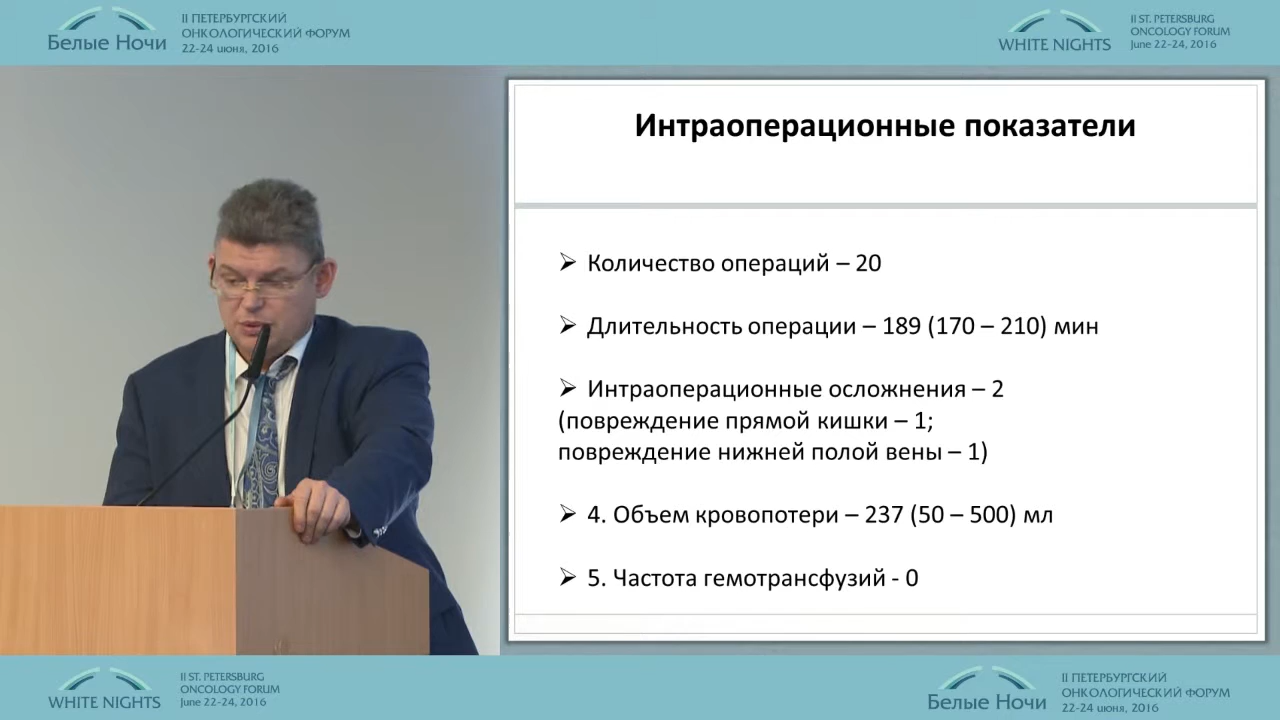 Белые Ночи
II ПЕТЕРБУРГСКИЙ
ОНКОЛОГИЧЕСКИЙ ФОРУМ
22-24 июня, 2016
WHITE NIGHTS
II ST. PETERSBURG
ONCOLOGY FORUM
June 22-24, 2016
Интраоперационные показатели
➢ Количество операций – 20
➢ Длительность операции – 189 (170 – 210) мин
➢ Интраоперационные осложнения – 2
(повреждение прямой кишки – 1;
повреждение нижней полой вены – 1)
➢ 4. Объем кровопотери – 237 (50 – 500) мл
➢ 5. Частота гемотрансфузий - 0
WHITE NIGHTS
II ST. PETERSBURG
ONCOLOGY FORUM
June 22-24, 2016
Белые Ночи
II ПЕТЕРБУРГСКИЙ
ОНКОЛОГИЧЕСКИЙ ФОРУМ
22-24 июня, 2016